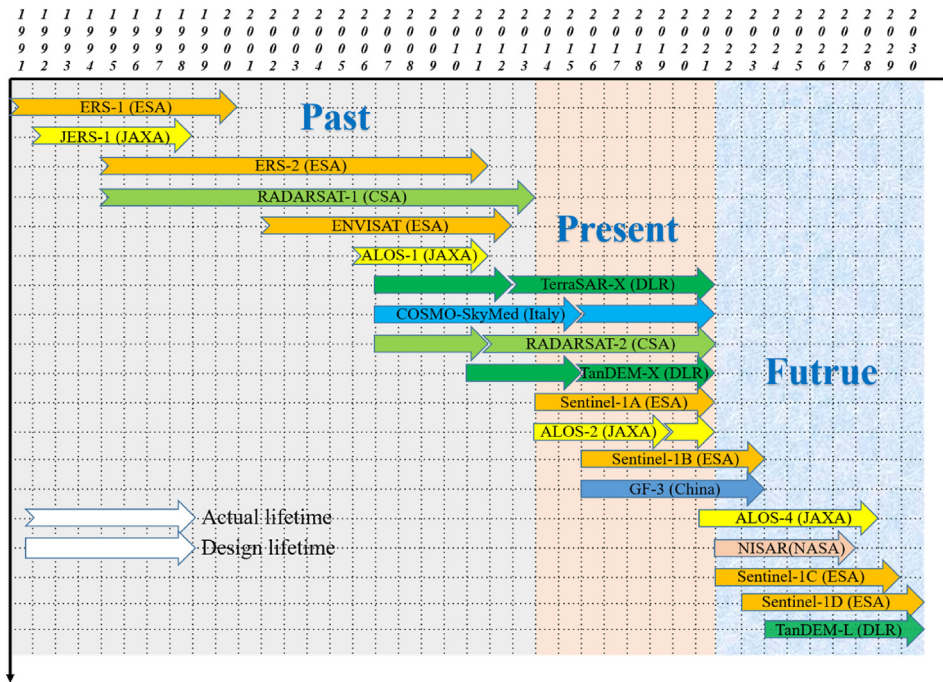 1991 1992 1993 1994 1995 1996 1997 1998 1999 2000 2001 2002 2003 2004 2005 2006 2007 2008 2009 2010 2011 2012 2013 2014 2015 2016 2017 2018 2019 2020 2021 2022 2023 2024 2025 2026 2027 2028 2029 2030
ERS-1 (ESA)
Past
JERS-1 (JAXA)
ERS-2 (ESA)
RADARSAT-1 (CSA)
ENVISAT (ESA)
Present
ALOS-1 (JAXA)
TerraSAR-X (DLR)
COSMO-SkyMed (Italy)
RADARSAT-2 (CSA)
TanDEM-X (DLR)
Futrue
Sentinel-1A (ESA)
ALOS-2 (JAXA)
Sentinel-1B (ESA)
GF-3 (China)
Actual lifetime
ALOS-4 (JAXA)
Design lifetime
NISAR(NASA)
Sentinel-1C (ESA)
Sentinel-1D (ESA)
TanDEM-L (DLR)